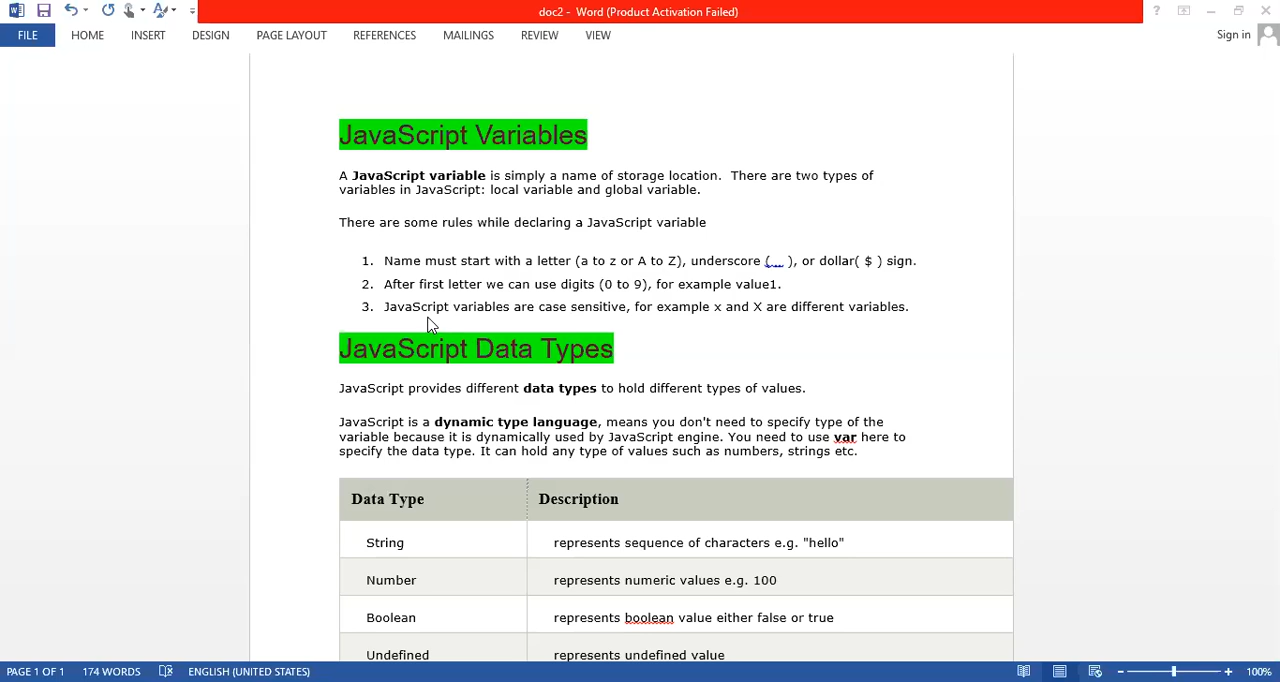 doc2 - Word (Product Activation Failed)
?
FILE HOME INSERT DESIGN PAGE LAYOUT REFERENCES MAILINGS REVIEW VIEW Sign in
JavaScript Variables
A JavaScript variable is simply a name of storage location. There are two types of
variables in JavaScript: local variable and global variable.
There are some rules while declaring a JavaScript variable
1. Name must start with a letter (a to z or A to Z), underscore ( _ ), or dollar( $ ) sign.
2. After first letter we can use digits (0 to 9), for example value1.
3. JavaScript variables are case sensitive, for example x and X are different variables.
JavaScript Data Types
JavaScript provides different data types to hold different types of values.
JavaScript is a dynamic type language, means you don't need to specify type of the
variable because it is dynamically used by JavaScript engine. You need to use var here to
specify the data type. It can hold any type of values such as numbers, strings etc.
Data Type Description
String represents sequence of characters e.g. "hello"
Number represents numeric values e.g. 100
Boolean represents boolean value either false or true
Undefined represents undefined value
PAGE 1 OF 1 174 WORDS ENGLISH (UNITED STATES) 100%